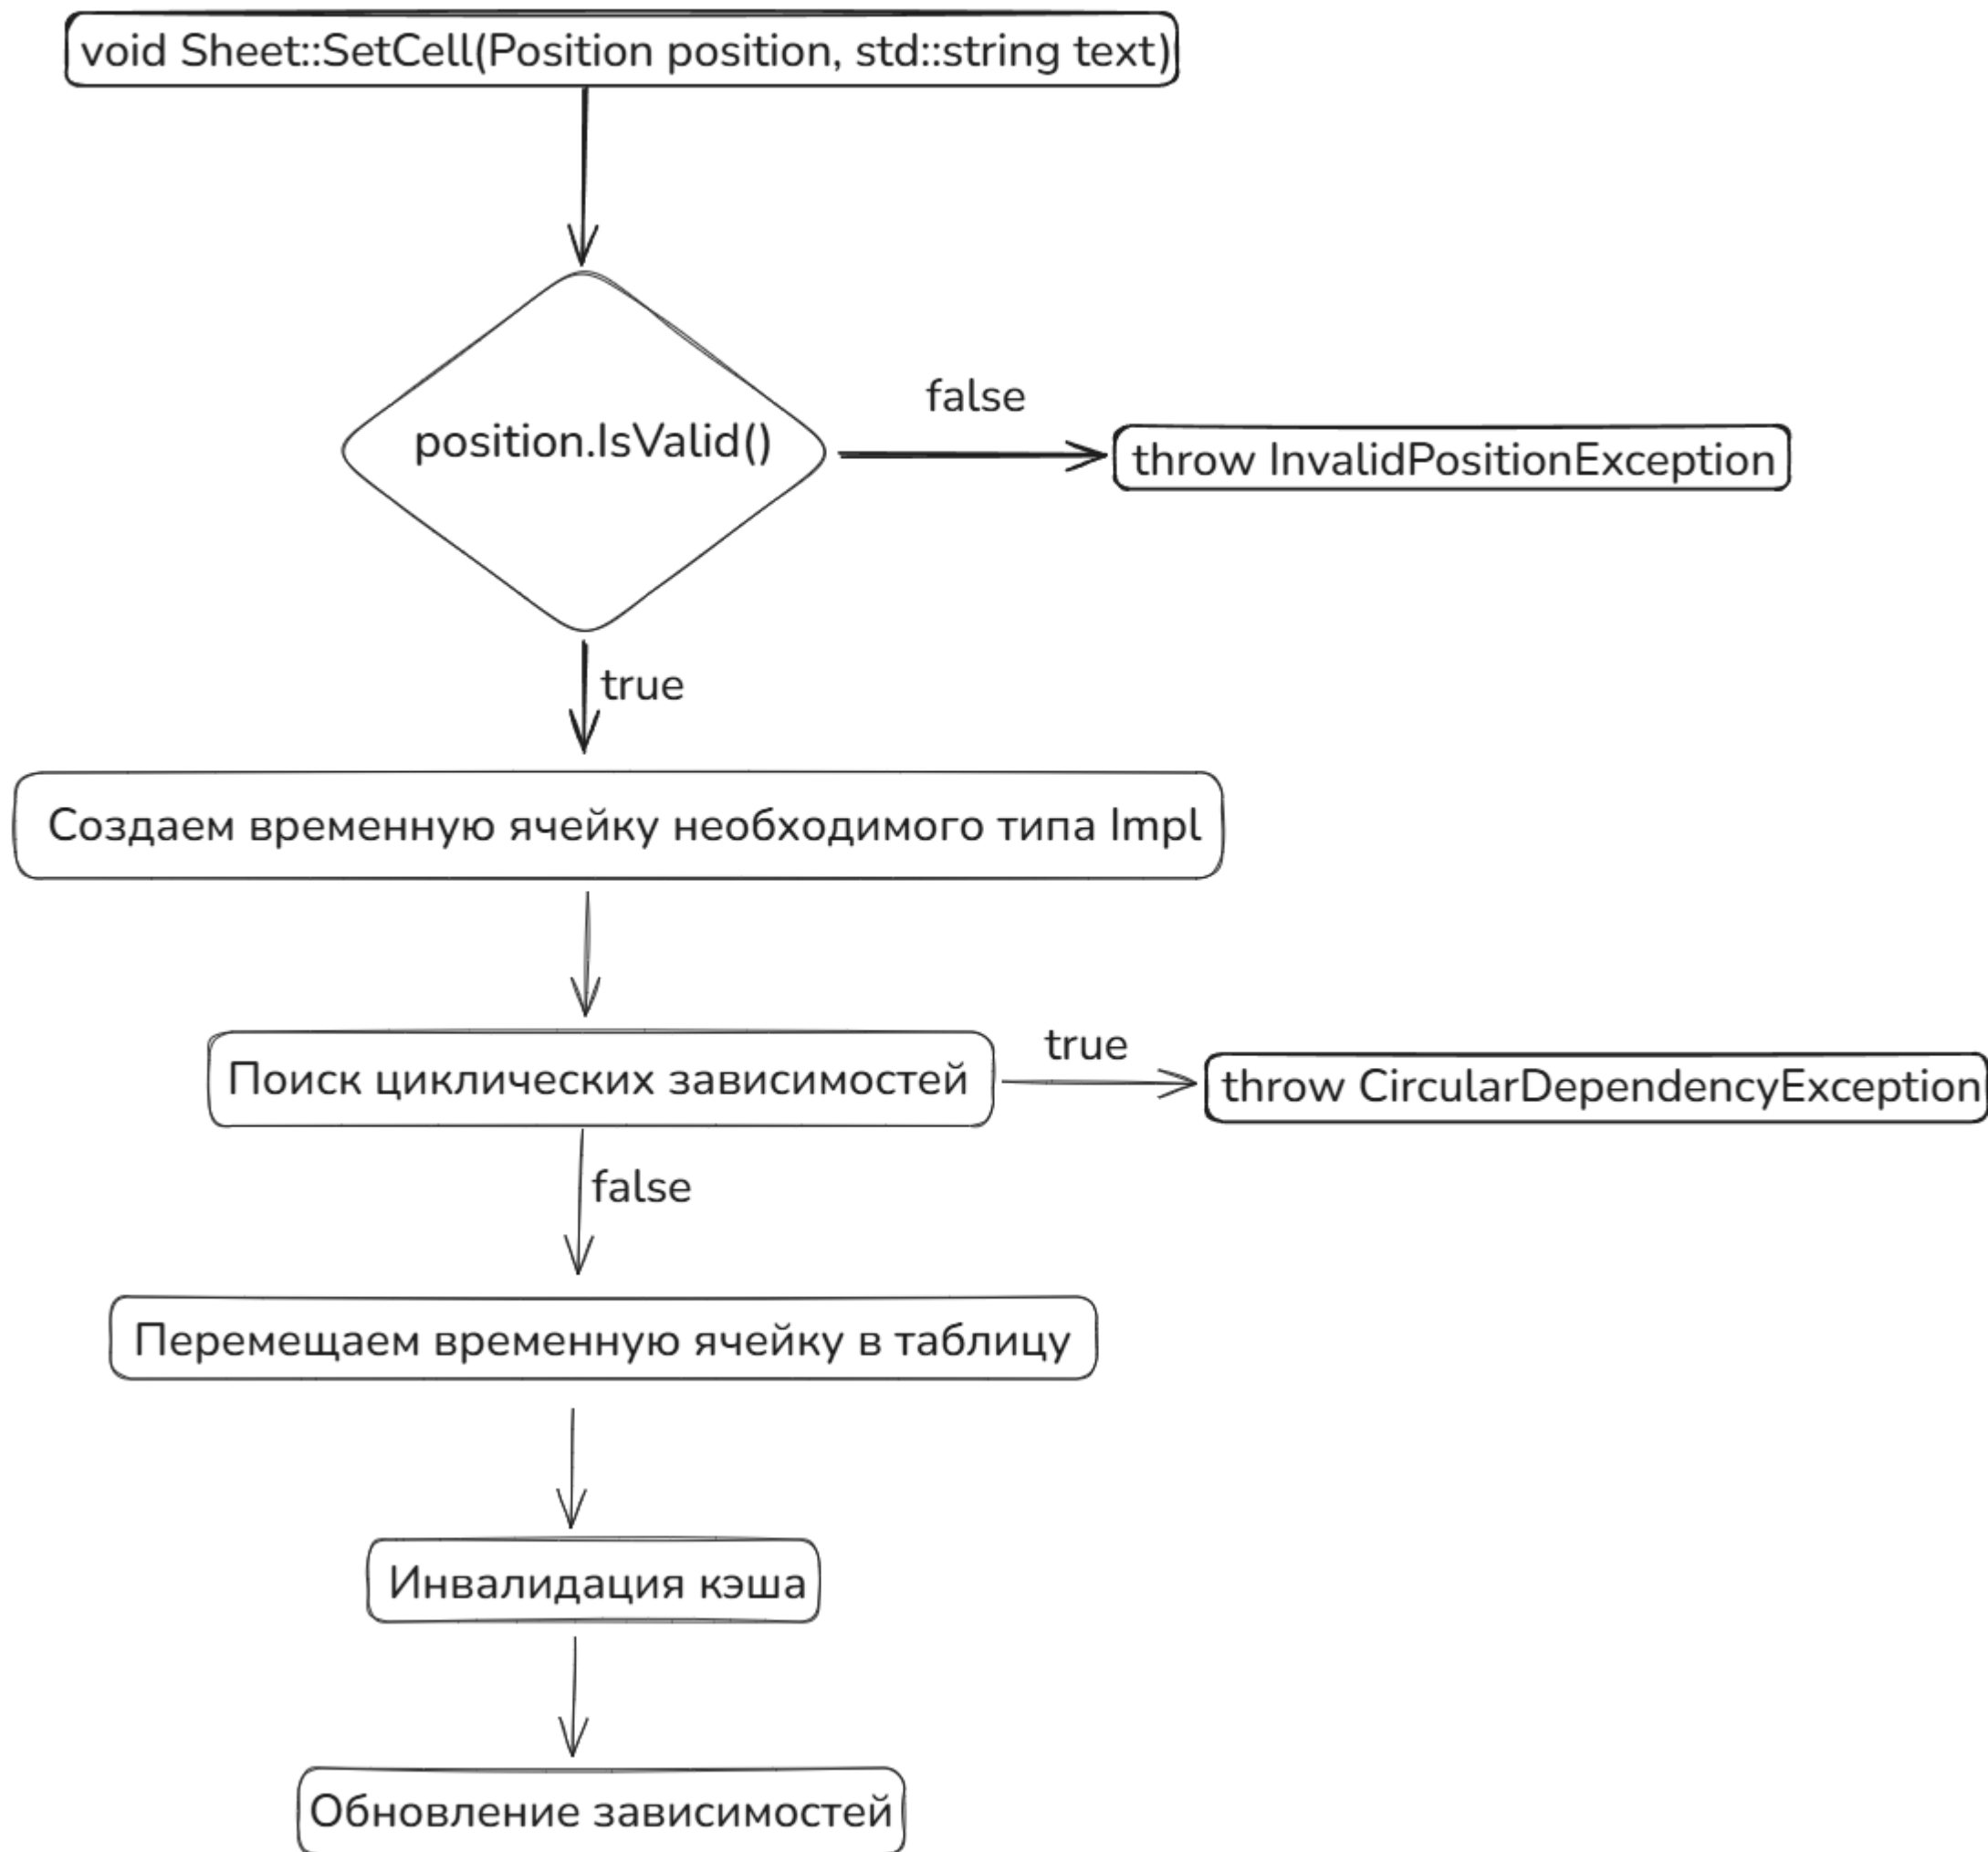 void Sheet::SetCell(Position position, std::string text)
position.IsValid()
false
throw InvalidPositionException
true
Создаем временную ячейку необходимого типа Impl
Поиск циклических зависимостей
true
throw CircularDependencyException
false
Перемещаем временную ячейку в таблицу
Инвалидация кэша
Обновление зависимостей